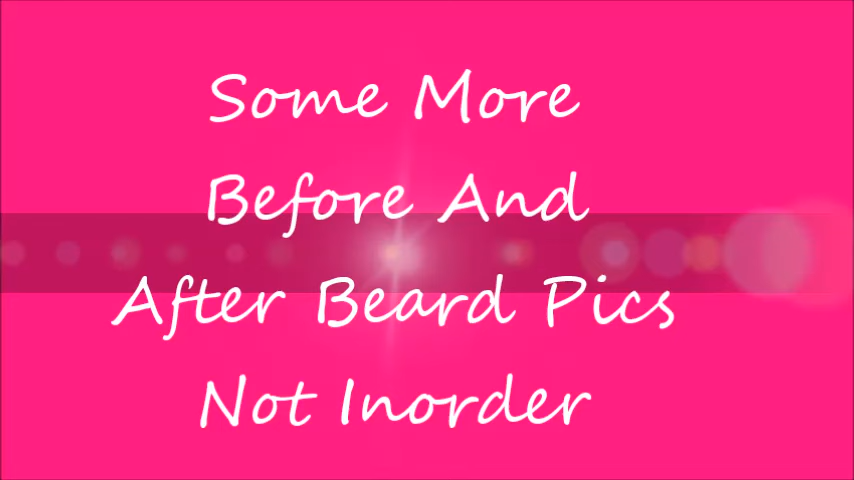 Some More
Before And
After Beard Pics
Not Inorder